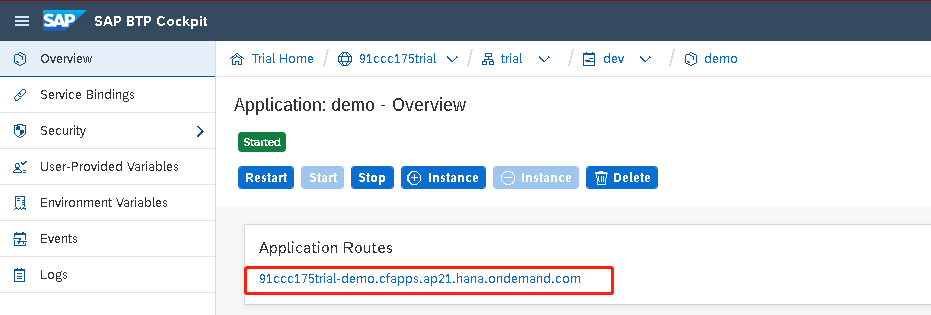 SAP SAP BTP Cockpit
Overview
Service Bindings
Security
User-Provided Variables
Environment Variables
Events
Logs
Trial Home / 91ccc175trial / trial / dev / demo
Application: demo - Overview
Started
Restart Start Stop Instance Instance Delete
Application Routes
91ccc175trial-demo.cfapps.ap21.hana.ondemand.com